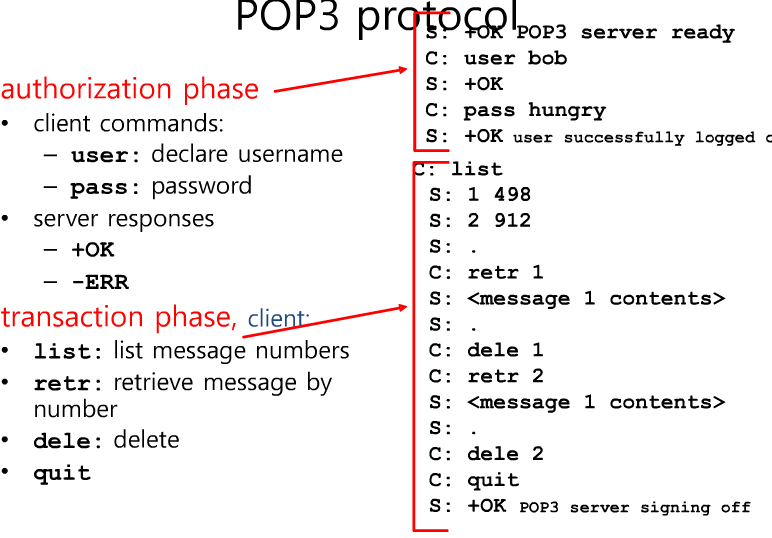 POP3 protocol
authorization phase
• client commands:
– user: declare username
– pass: password
• server responses
– +OK
– -ERR
transaction phase, client:
• list: list message numbers
• retr: retrieve message by
number
• dele: delete
• quit
S: +OK POP3 server ready
C: user bob
S: +OK
C: pass hungry
S: +OK user successfully logged
C: list
S: 1 498
S: 2 912
S: .
C: retr 1
S: <message 1 contents>
S: .
C: dele 1
C: retr 2
S: <message 1 contents>
S: .
C: dele 2
C: quit
S: +OK POP3 server signing off